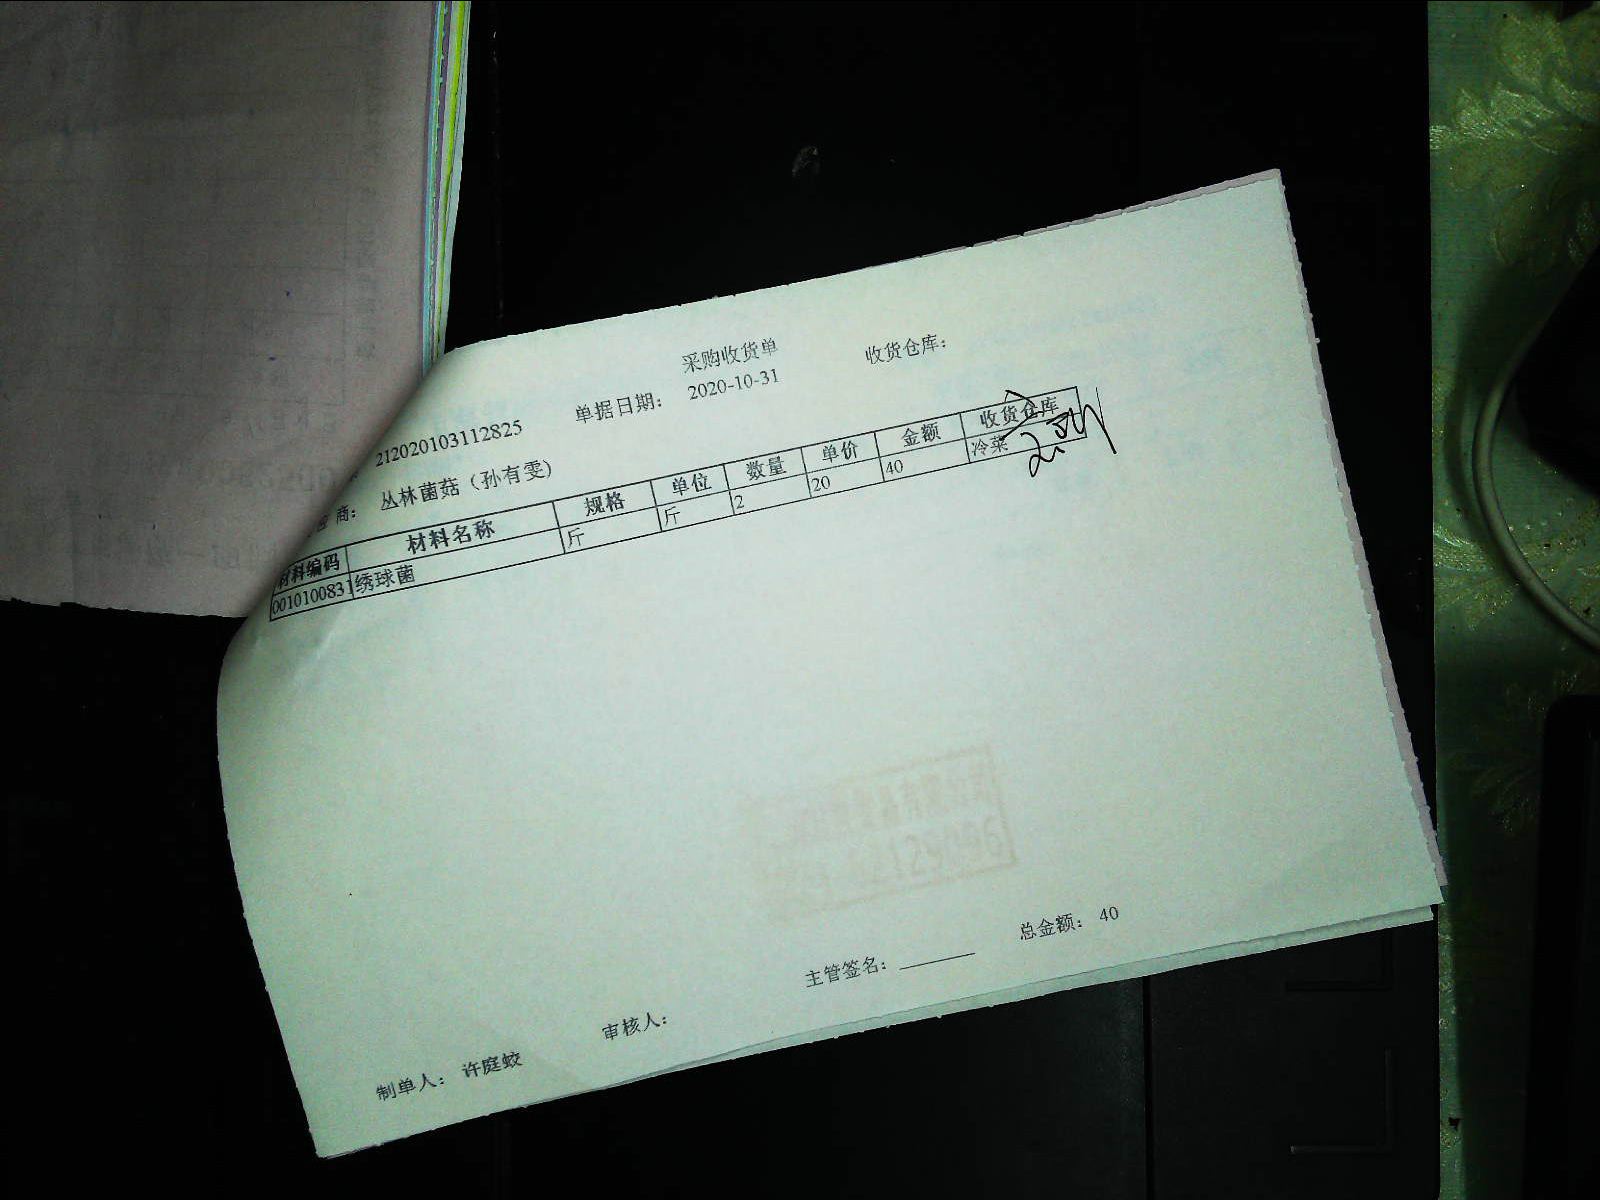 采购收货单
收货仓库：
212020103112825
单据日期： 2020-10-31
商： 丛林菌菇（孙有雯）
材料编码 材料名称 规格 单位 数量 单价 金额 收货仓库
0010100831 绣球菌 斤 斤 2 20 40 冷菜
主管签名： 总金额： 40
制单人： 许庭蛟 审核人：